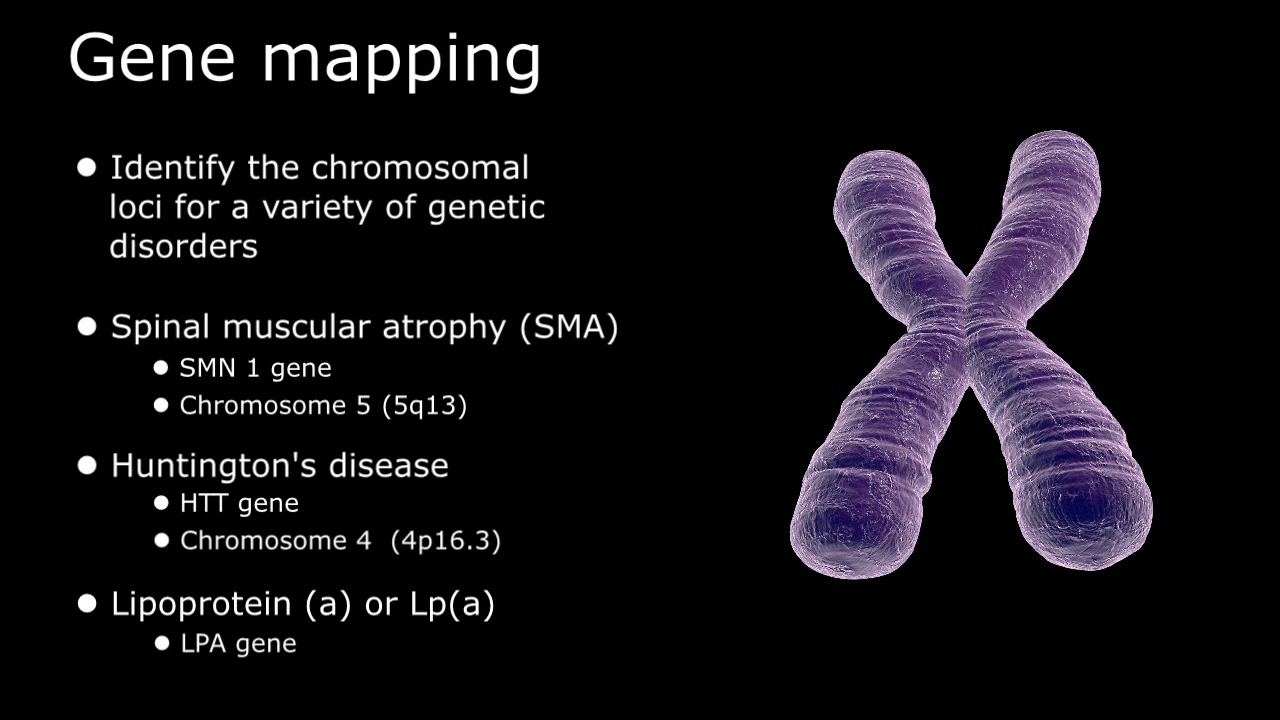 Gene mapping
● Identify the chromosomal
loci for a variety of genetic
disorders
● Spinal muscular atrophy (SMA)
● SMN 1 gene
● Chromosome 5 (5q13)
● Huntington's disease
● HTT gene
● Chromosome 4  (4p16.3)
● Lipoprotein (a) or Lp(a)
● LPA gene